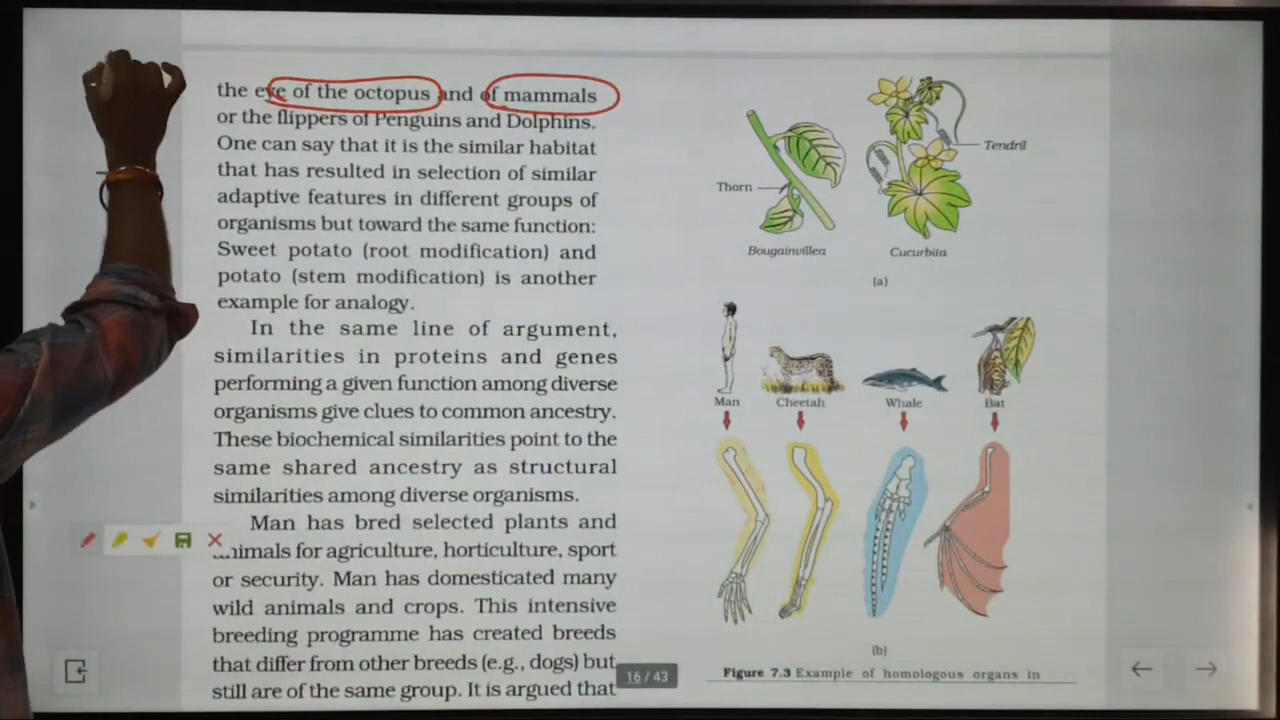 the eye of the octopus and of mammals
or the flippers of Penguins and Dolphins.
One can say that it is the similar habitat
that has resulted in selection of similar
adaptive features in different groups of
organisms but toward the same function:
Sweet potato (root modification) and
potato (stem modification) is another
example for analogy.
In the same line of argument,
similarities in proteins and genes
performing a given function among diverse
organisms give clues to common ancestry.
These biochemical similarities point to the
same shared ancestry as structural
similarities among diverse organisms.
Man has bred selected plants and
animals for agriculture, horticulture, sport
or security. Man has domesticated many
wild animals and crops. This intensive
breeding programme has created breeds
that differ from other breeds (e.g., dogs) but
still are of the same group. It is argued that
16 / 43
Thorn
Tendril
Bougainvillea
Cucurbita
(a)
Man
Cheetah
Whale
Bat
(b)
Figure 7.3 Example of homologous organs in